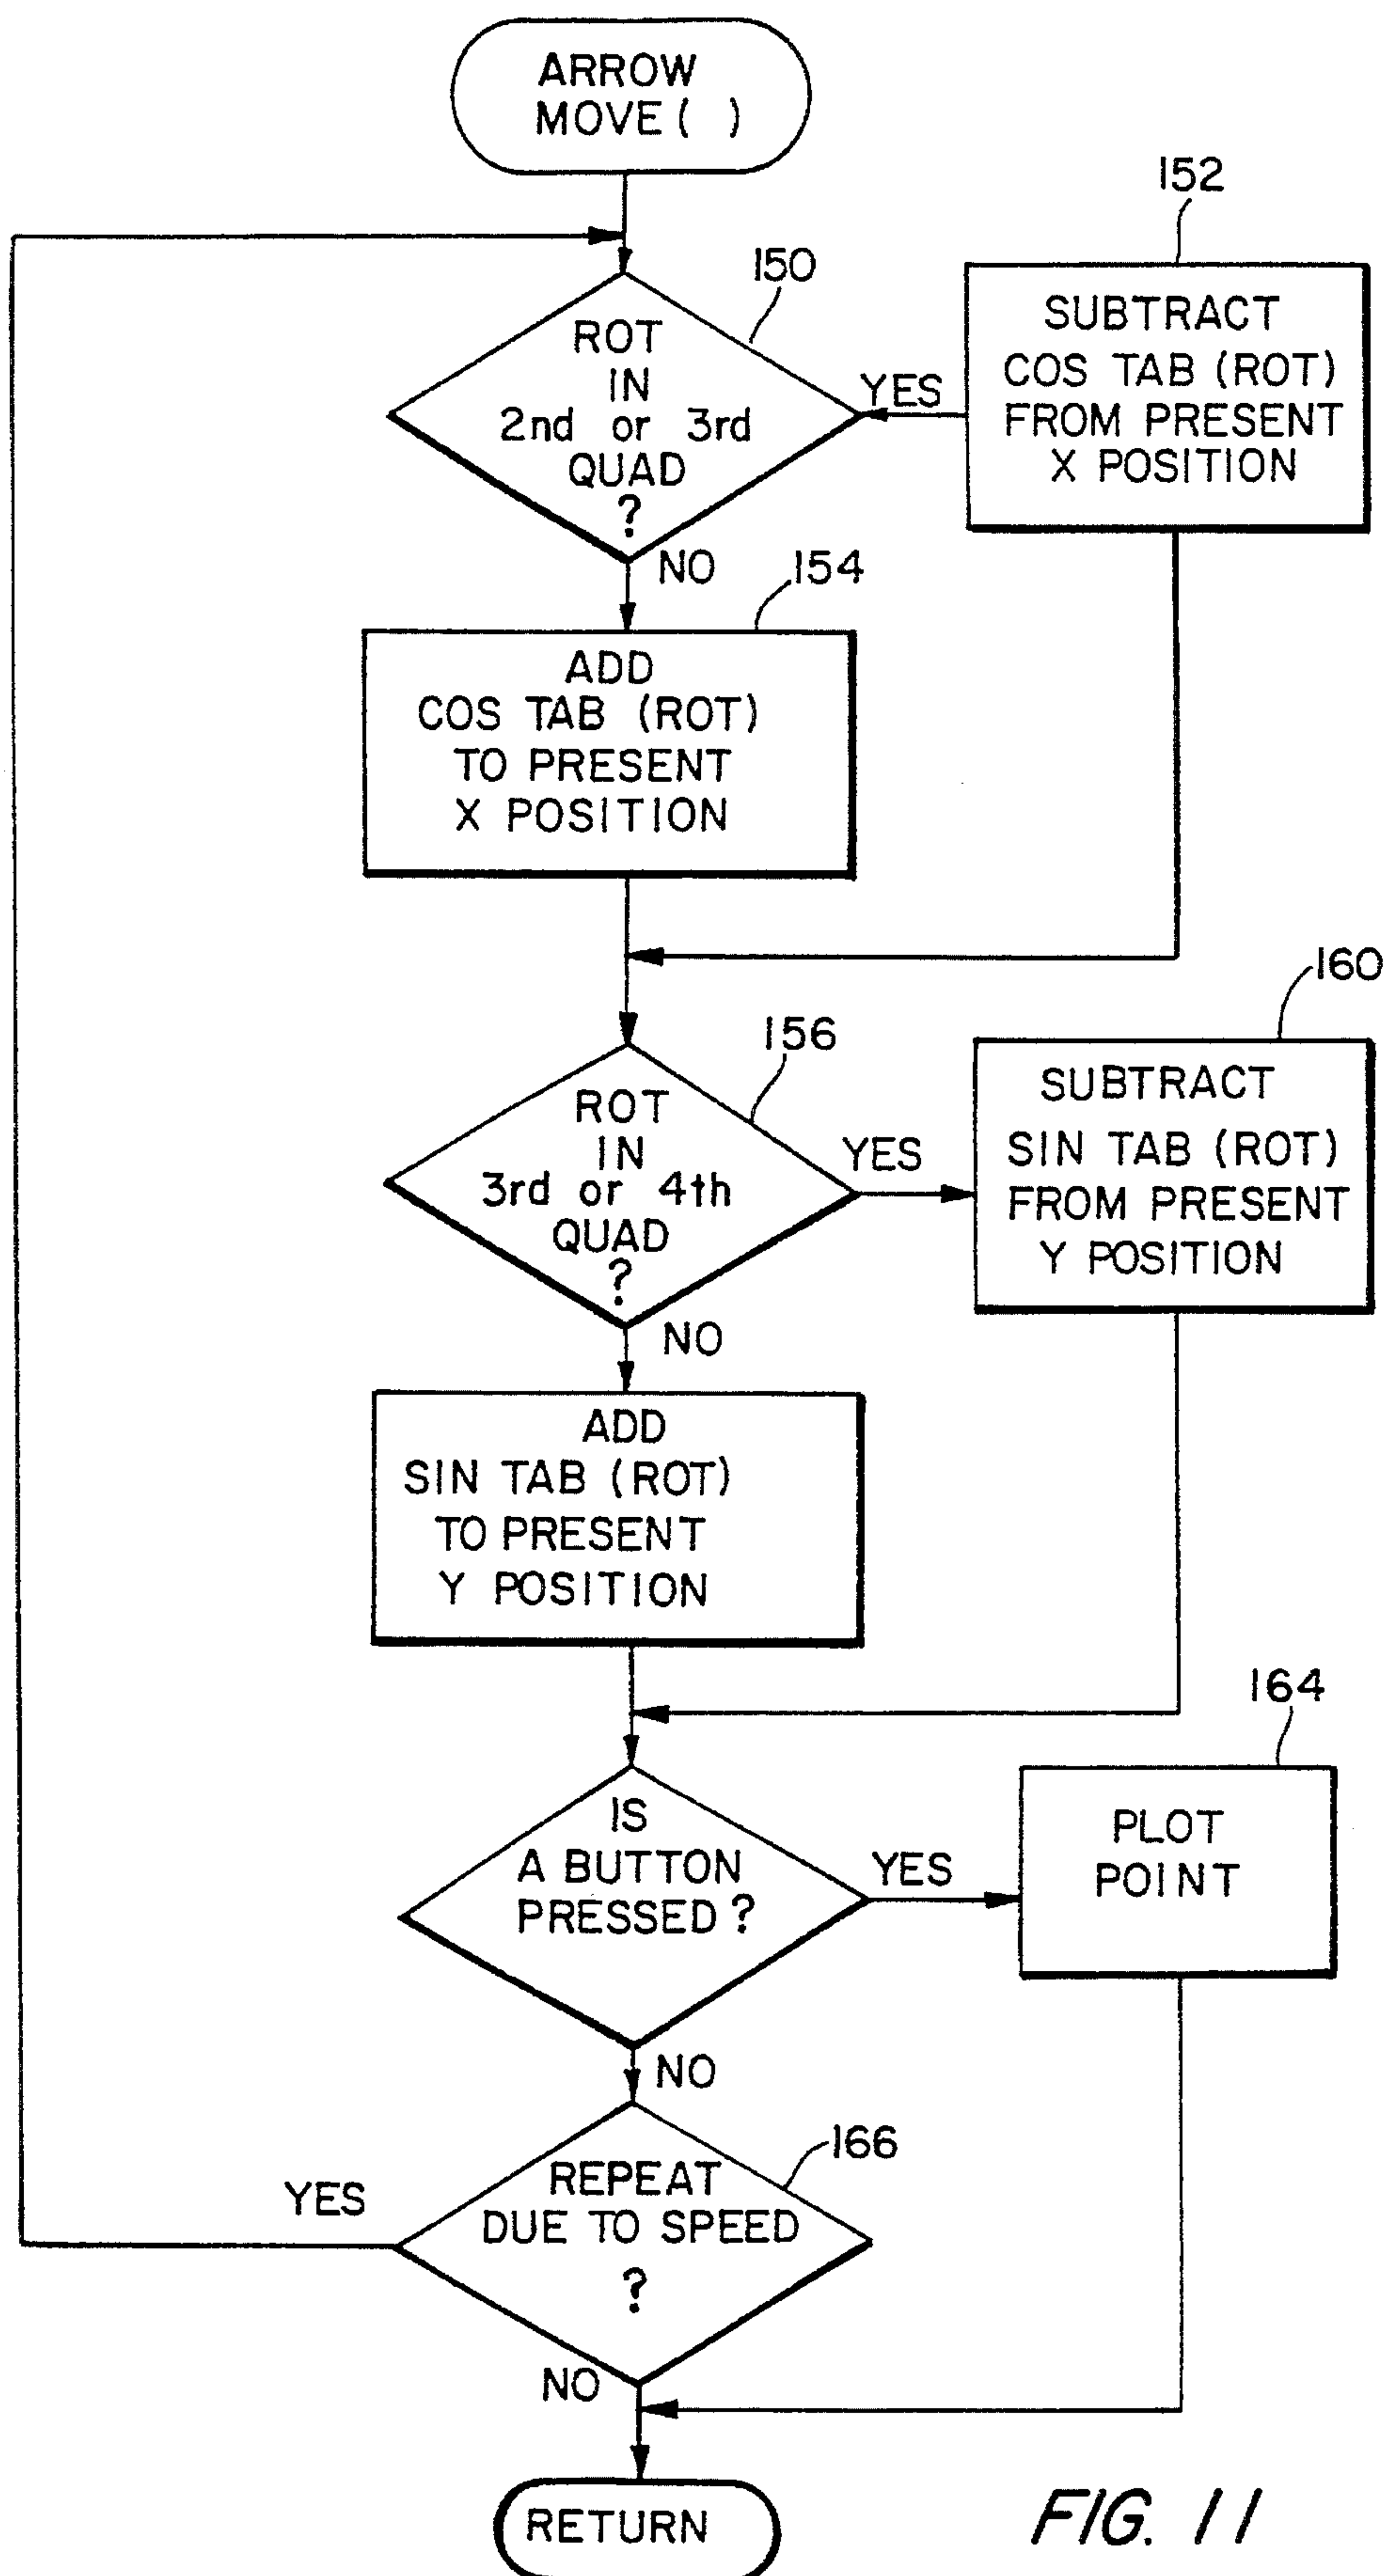 ARROW
MOVE ( )
152
150
ROT
IN
2nd or 3rd
QUAD
?
YES
SUBTRACT
COS TAB (ROT)
FROM PRESENT
X POSITION
NO
154
ADD
COS TAB (ROT)
TO PRESENT
X POSITION
160
156
ROT
IN
3rd or 4th
QUAD
?
YES
SUBTRACT
SIN TAB (ROT)
FROM PRESENT
Y POSITION
NO
ADD
SIN TAB (ROT)
TO PRESENT
Y POSITION
164
IS
A BUTTON
PRESSED ?
YES
PLOT
POINT
NO
166
REPEAT
DUE TO SPEED
?
YES
NO
RETURN
FIG. 11